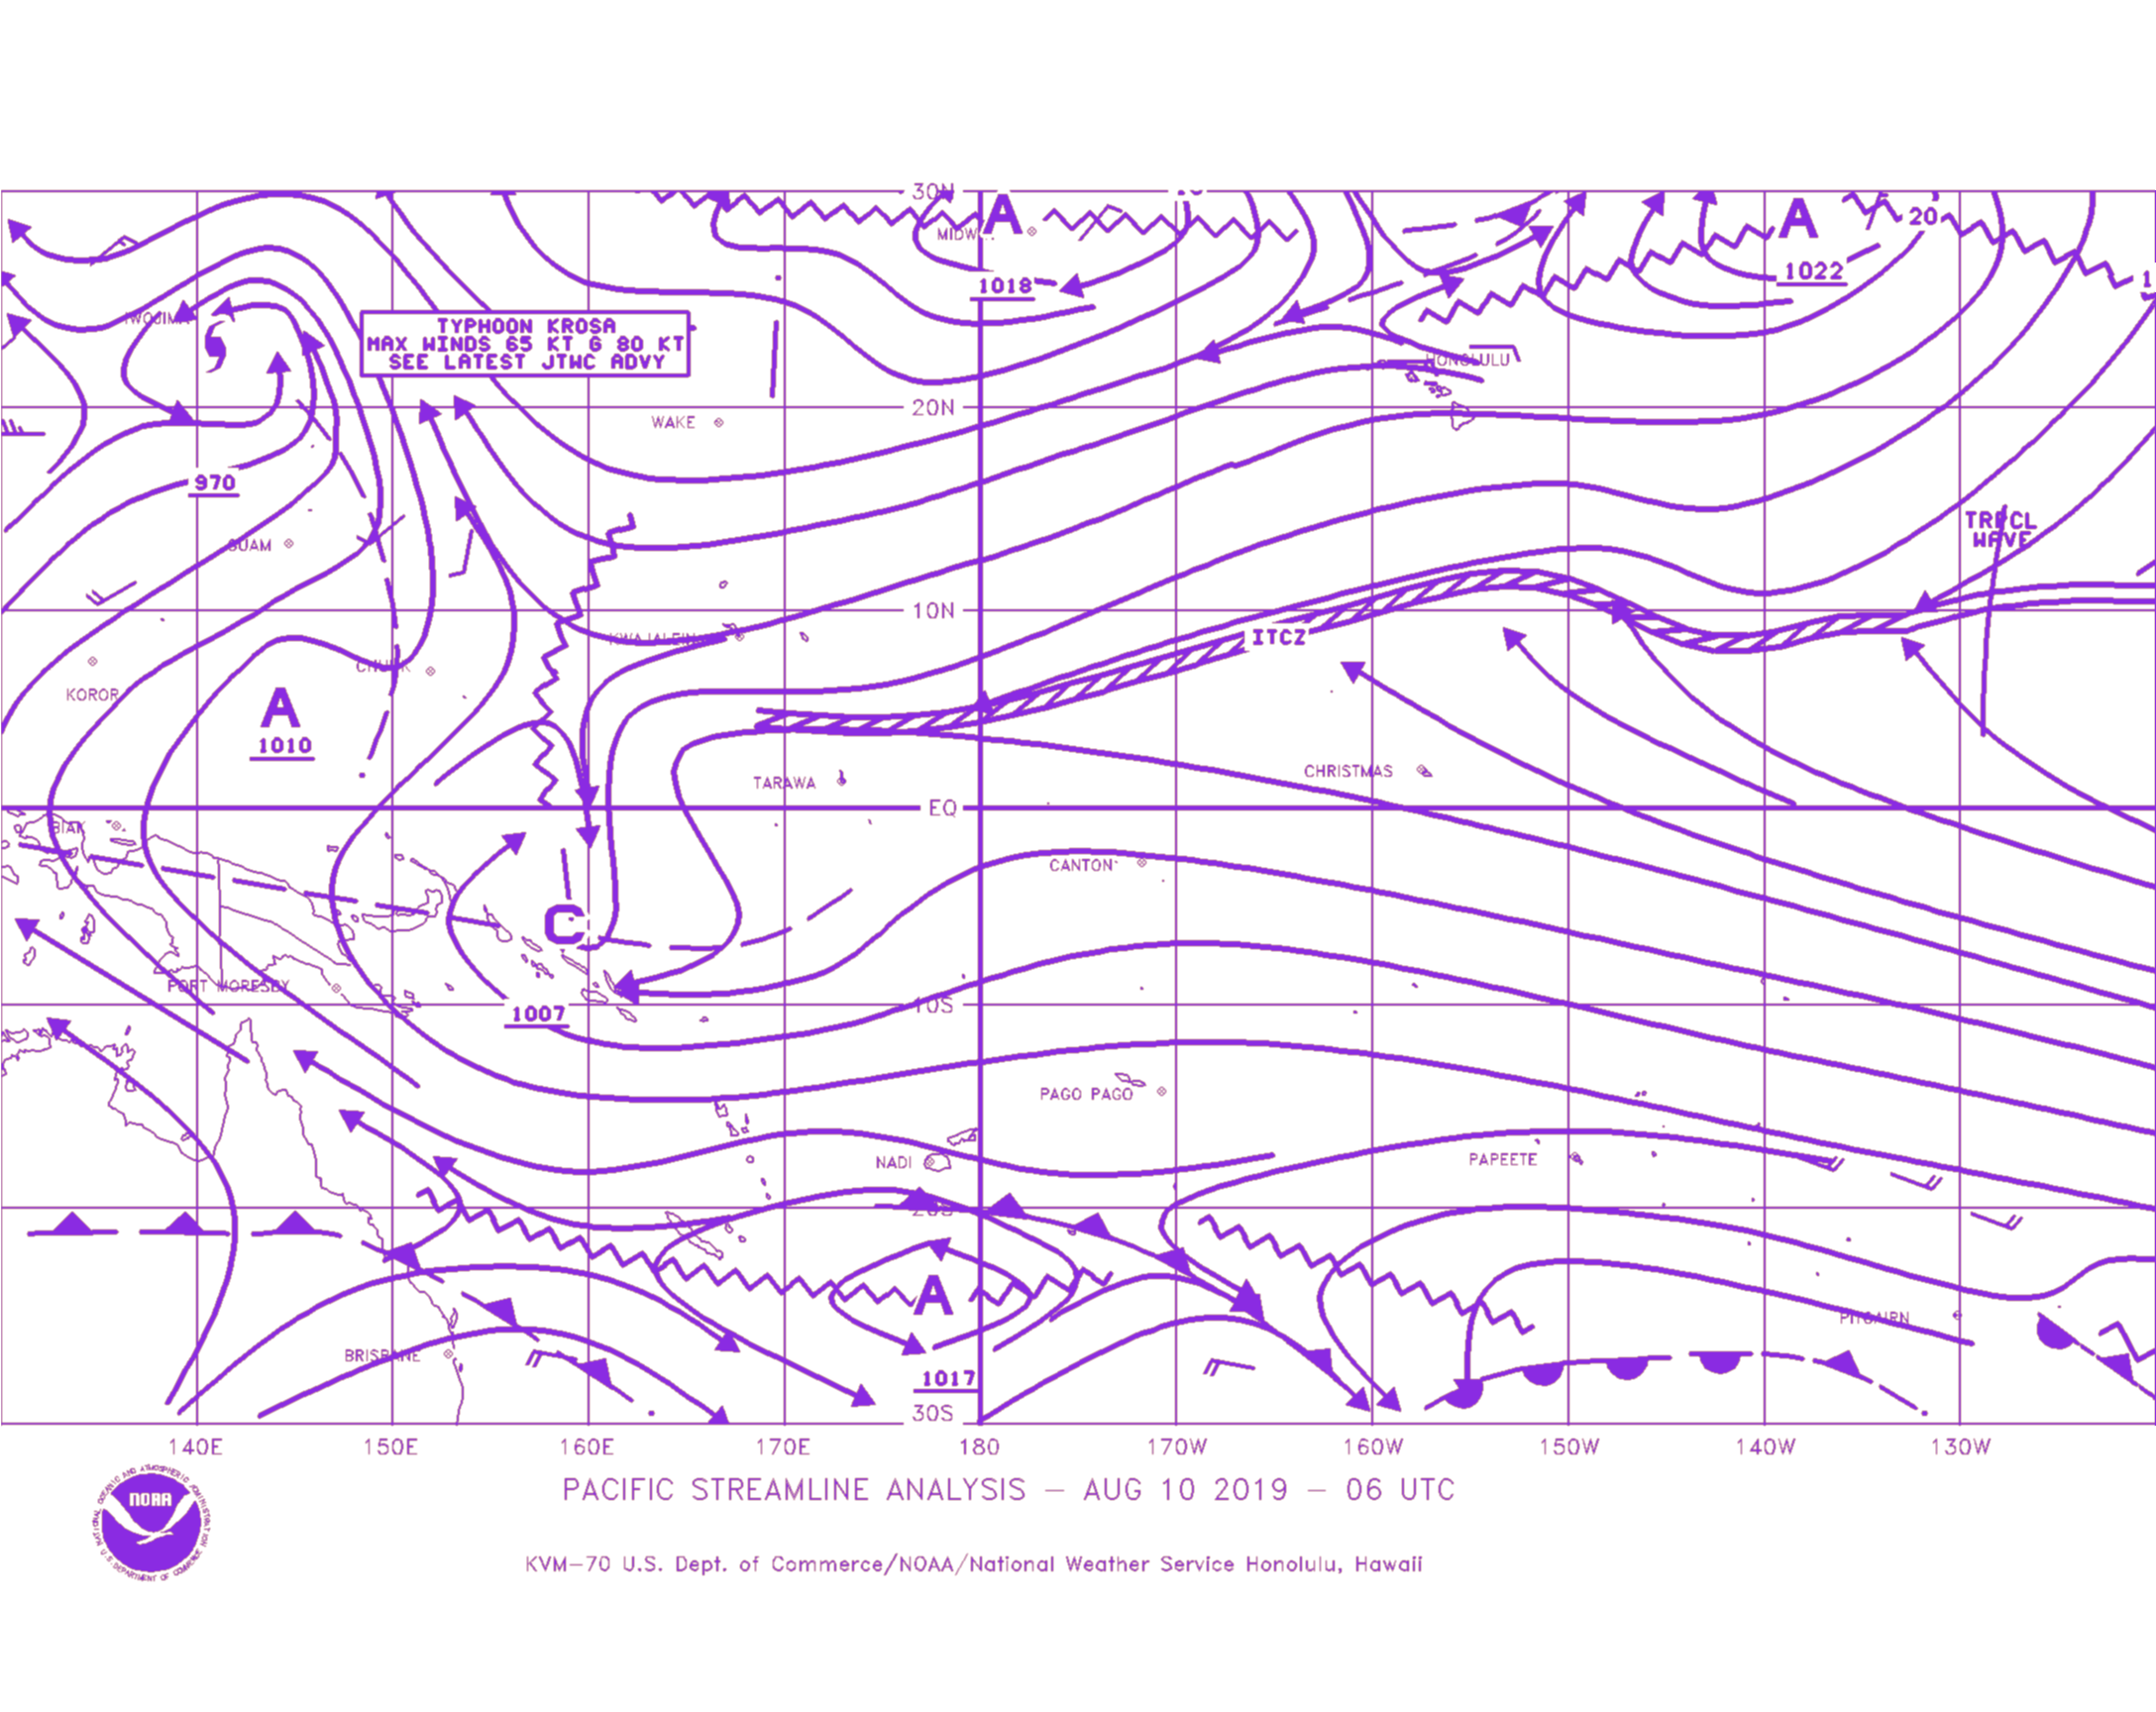 30N
A
A
20
MIDW
1018
1022
1
IWOJIMA
TYPHOON KROSA
MAX WINDS 65 KT G 80 KT
SEE LATEST JTWC ADVY
HONOLULU
20N
WAKE
970
TRPCL
WAVE
GUAM
10N
KWAJALEIN
ITCZ
CHUUK
KOROR
A
1010
TARAWA
CHRISTMAS
EQ
BIAK
CANTON
C
PORT MORESBY
1007
10S
PAGO PAGO
NADI
PAPEETE
20S
A
PITCAIRN
BRISBANE
1017
30S
140E 150E 160E 170E 180 170W 160W 150W 140W 130W
PACIFIC STREAMLINE ANALYSIS – AUG 10 2019 – 06 UTC
NOAA
NATIONAL OCEANIC AND ATMOSPHERIC ADMINISTRATION
U.S. DEPARTMENT OF COMMERCE
KVM–70 U.S. Dept. of Commerce/NOAA/National Weather Service Honolulu, Hawaii